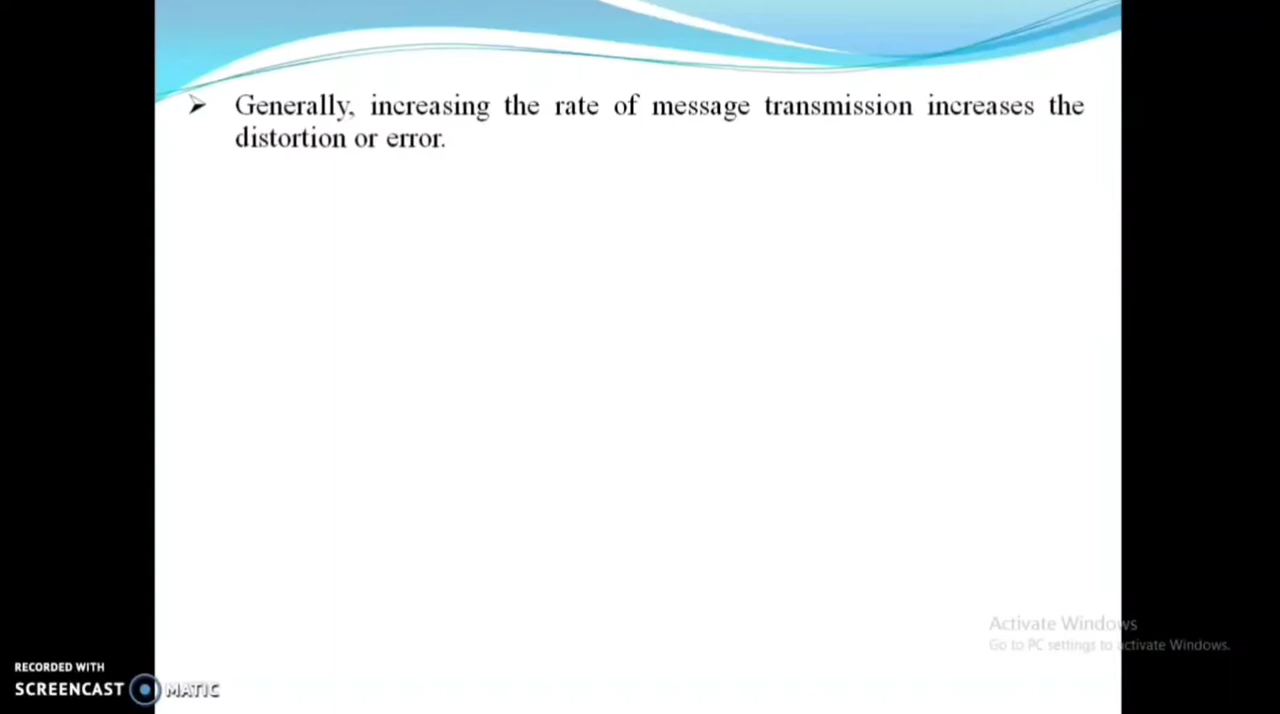 ➢ Generally, increasing the rate of message transmission increases the
distortion or error.
Activate Windows
Go to PC settings to activate Windows.
RECORDED WITH
SCREENCAST MATIC